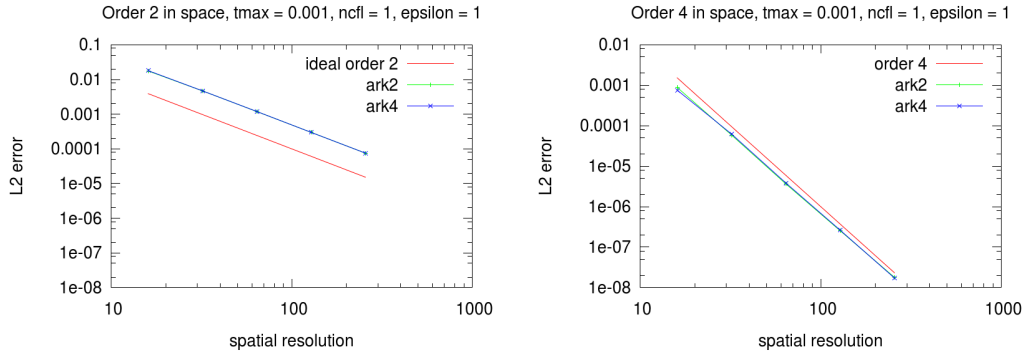 Order 2 in space, tmax = 0.001, ncfl = 1, epsilon = 1
0.1
0.01
0.001
0.0001
1e-05
1e-06
1e-07
1e-08
L2 error
ideal order 2
ark2
ark4
10
100
1000
spatial resolution
Order 4 in space, tmax = 0.001, ncfl = 1, epsilon = 1
0.01
0.001
0.0001
1e-05
1e-06
1e-07
1e-08
L2 error
order 4
ark2
ark4
10
100
1000
spatial resolution